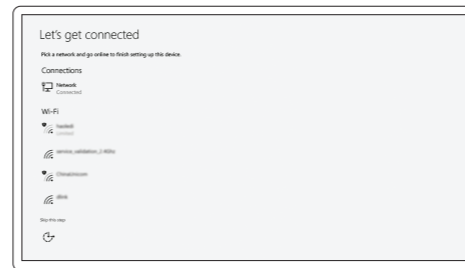 Let's get connected
Pick a network and go online to finish setting up this device.
Connections
Network
Connected
Wi-Fi
service_validation_2.4Ghz
Chinaunicom
dlink
Skip this step